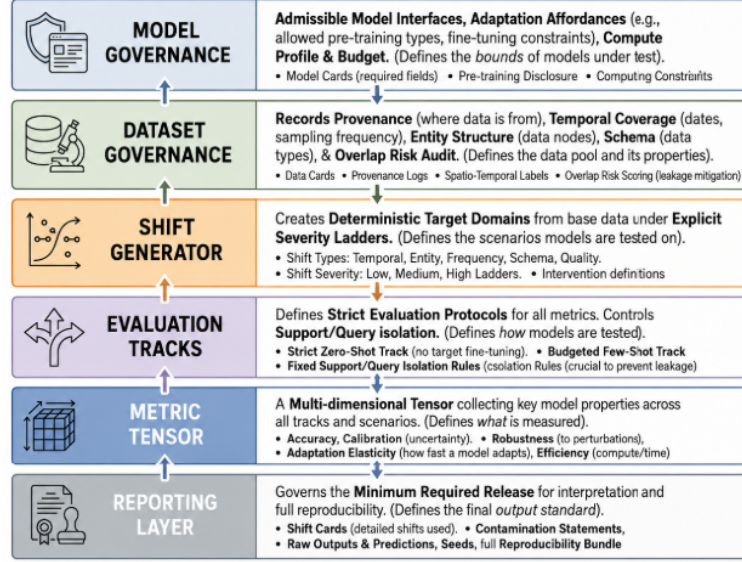 MODEL
GOVERNANCE
Admissible Model Interfaces, Adaptation Affordances (e.g.,
allowed pre-training types, fine-tuning constraints), Compute
Profile & Budget. (Defines the bounds of models under test).
• Model Cards (required fields) • Pre-training Disclosure • Computing Constraints
DATASET
GOVERNANCE
Records Provenance (where data is from), Temporal Coverage (dates,
sampling frequency), Entity Structure (data nodes), Schema (data
types), & Overlap Risk Audit. (Defines the data pool and its properties).
• Data Cards • Provenance Logs • Spatio-Temporal Labels • Overlap Risk Scoring (leakage mitigation)
SHIFT
GENERATOR
Creates Deterministic Target Domains from base data under Explicit
Severity Ladders. (Defines the scenarios models are tested on).
• Shift Types: Temporal, Entity, Frequency, Schema, Quality.
• Shift Severity: Low, Medium, High Ladders. • Intervention definitions
EVALUATION
TRACKS
Defines Strict Evaluation Protocols for all metrics. Controls
Support/Query isolation. (Defines how models are tested).
• Strict Zero-Shot Track (no target fine-tuning). • Budgeted Few-Shot Track
• Fixed Support/Query Isolation Rules (csolation Rules (crucial to prevent leakage)
METRIC
TENSOR
A Multi-dimensional Tensor collecting key model properties across
all tracks and scenarios. (Defines what is measured).
• Accuracy, Calibration (uncertainty). • Robustness (to perturbations),
• Adaptation Elasticity (how fast a model adapts), Efficiency (compute/time)
REPORTING
LAYER
Governs the Minimum Required Release for interpretation and
full reproducibility. (Defines the final output standard).
• Shift Cards (detailed shifts used). • Contamination Statements,
• Raw Outputs & Predictions, Seeds, full Reproducibility Bundle